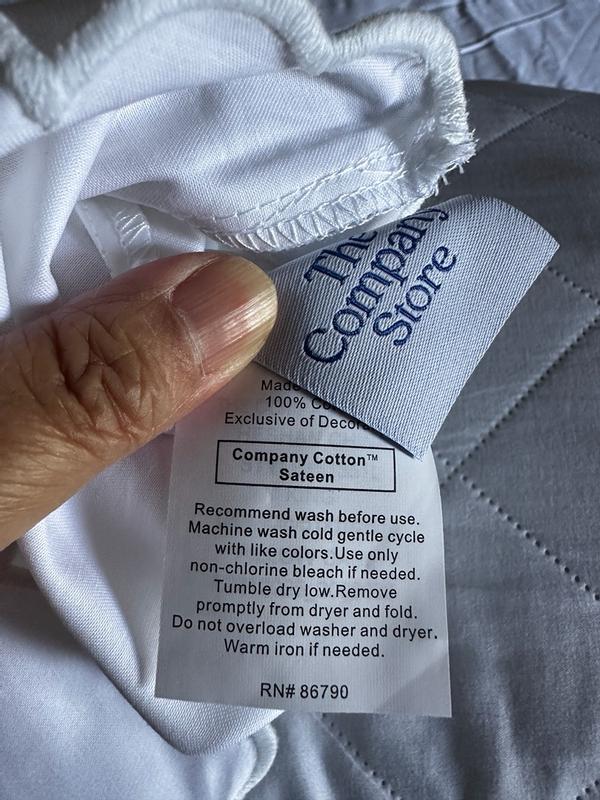 The
Company
Store
Made
100%
Exclusive of
Company Cotton™
Sateen
Recommend wash before use.
Machine wash cold gentle cycle
with like colors.Use only
non-chlorine bleach if needed.
Tumble dry low.Remove
promptly from dryer and fold.
Do not overload washer and dryer.
Warm iron if needed.
RN# 86790